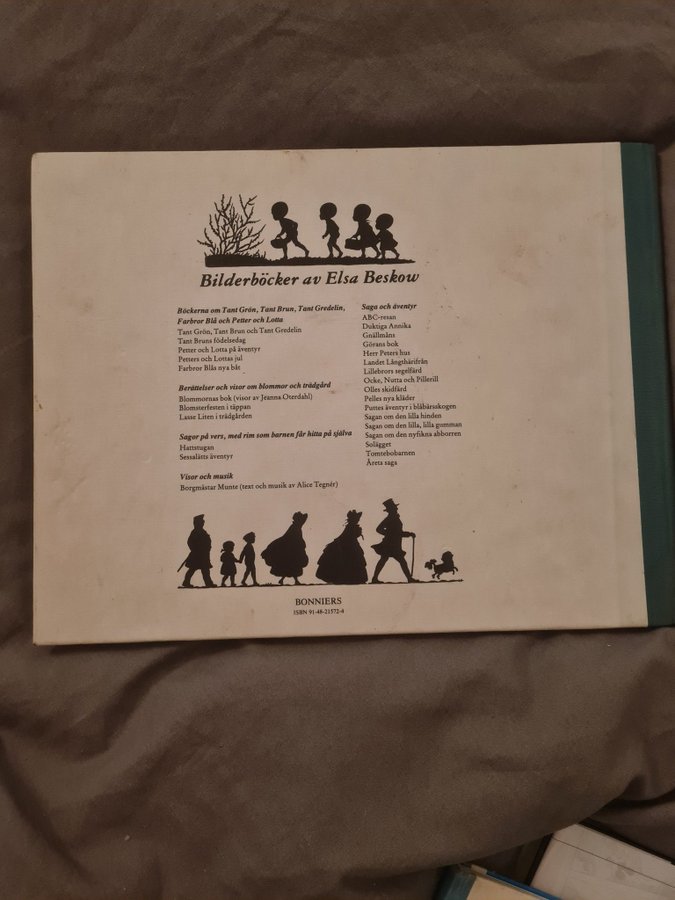 Bilderböcker av Elsa Beskow
Böckerna om Tant Grön, Tant Brun, Tant Gredelin,
Farbror Blå och Petter och Lotta
Tant Grön, Tant Brun och Tant Gredelin
Tant Bruns födelsedag
Petter och Lotta på äventyr
Petters och Lottas jul
Farbror Blås nya båt
Berättelser och visor om blommor och trädgård
Blommornas bok (visor av Jeanna Oterdahl)
Blomsterfesten i täppan
Lasse Liten i trädgården
Sagor på vers, med rim som barnen får hitta på själva
Hattstugan
Sessalätts äventyr
Visor och musik
Borgmästar Munte (text och musik av Alice Tegnér)
Saga och äventyr
ABC-resan
Duktiga Annika
Gnällmåns
Görans bok
Herr Peters hus
Landet Långthärifrån
Lillebrors segelfärd
Ocke, Nutta och Pillerill
Olles skidfärd
Pelles nya kläder
Puttes äventyr i blåbärsskogen
Sagan om den lilla hinden
Sagan om den lilla, lilla gumman
Sagan om den nyfikna abborren
Solägget
Tomtebobarnen
Årets saga
BONNIERS
ISBN 91-48-21572-4